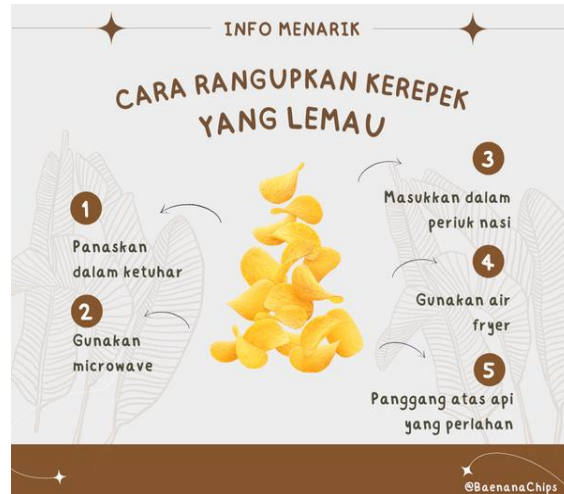 INFO MENARIK
CARA RANGUPKAN KEREPEK
YANG LEMAU
1
Panaskan
dalam ketuhar
2
Gunakan
microwave
3
Masukkan dalam
periuk nasi
4
Gunakan air
fryer
5
Panggang atas api
yang perlahan
@BaenanaChips